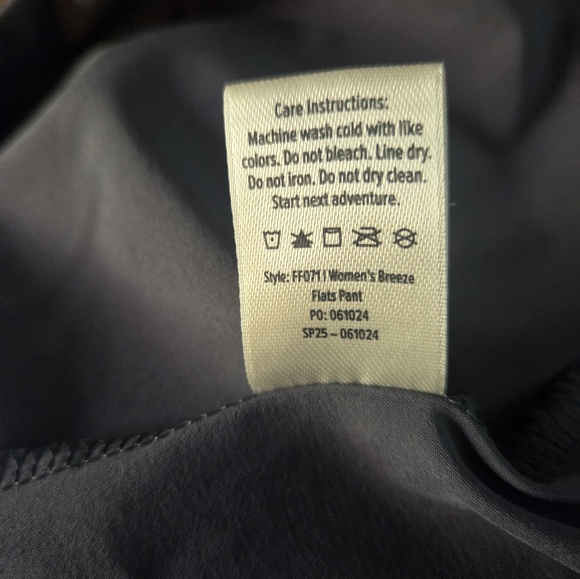 Care Instructions:
Machine wash cold with like
colors. Do not bleach. Line dry.
Do not iron. Do not dry clean.
Start next adventure.
Style: FF071 | Women's Breeze
Flats Pant
PO: 061024
SP25 – 061024